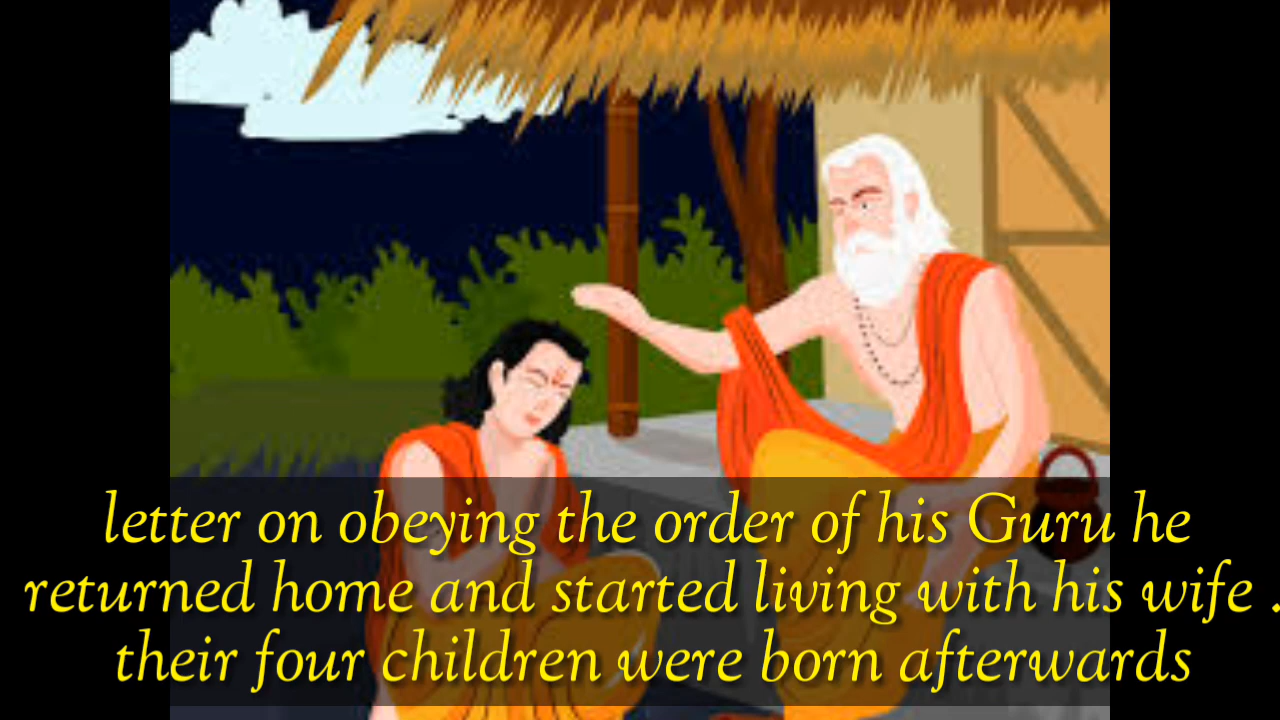 letter on obeying the order of his Guru he
returned home and started living with his wife .
their four children were born afterwards